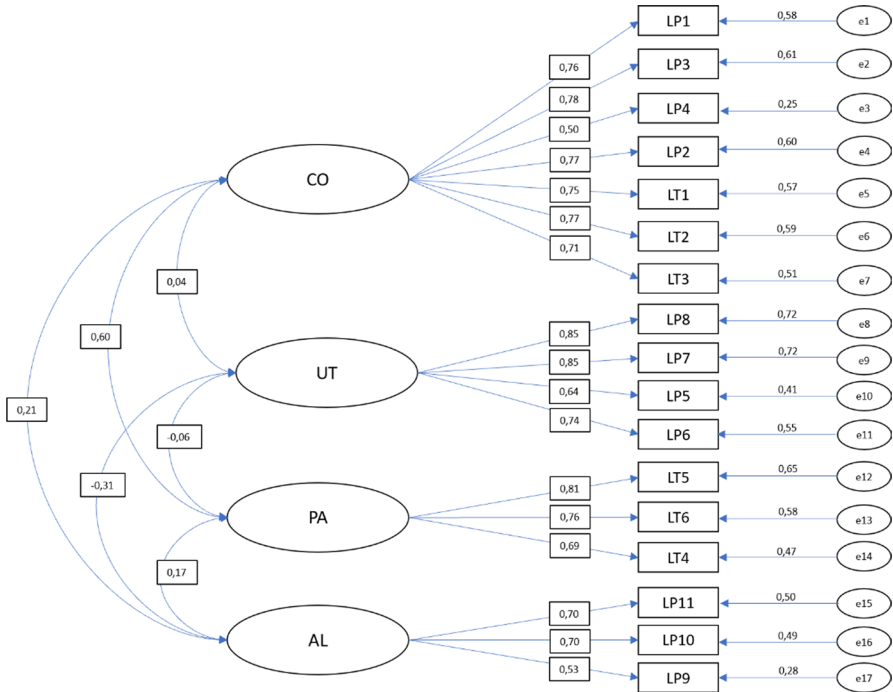 LP1
0,58
e1
LP3
0,61
e2
0,76
0,78
LP4
0,25
e3
0,50
LP2
0,60
e4
0,77
CO
0,75
LT1
0,57
e5
0,77
LT2
0,59
e6
0,71
LT3
0,51
e7
0,04
LP8
0,72
e8
0,60
0,85
0,85
LP7
0,72
e9
UT
0,64
LP5
0,41
e10
0,21
0,74
LP6
0,55
e11
-0,06
-0,31
LT5
0,65
e12
0,81
PA
0,76
LT6
0,58
e13
0,69
LT4
0,47
e14
0,17
LP11
0,50
e15
0,70
AL
0,70
LP10
0,49
e16
0,53
LP9
0,28
e17